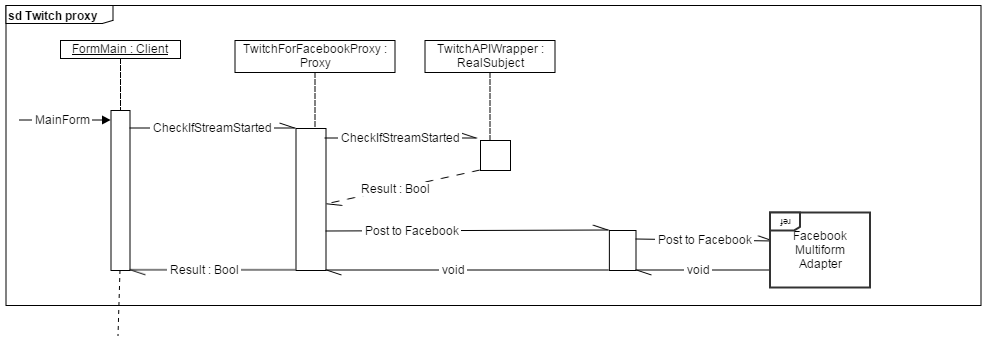 sd Twitch proxy
FormMain : Client
TwitchForFacebookProxy :
Proxy
TwitchAPIWrapper :
RealSubject
MainForm
CheckIfStreamStarted
CheckIfStreamStarted
Result : Bool
Post to Facebook
Post to Facebook
ref
Facebook
Multiform
Adapter
Result : Bool
void
void